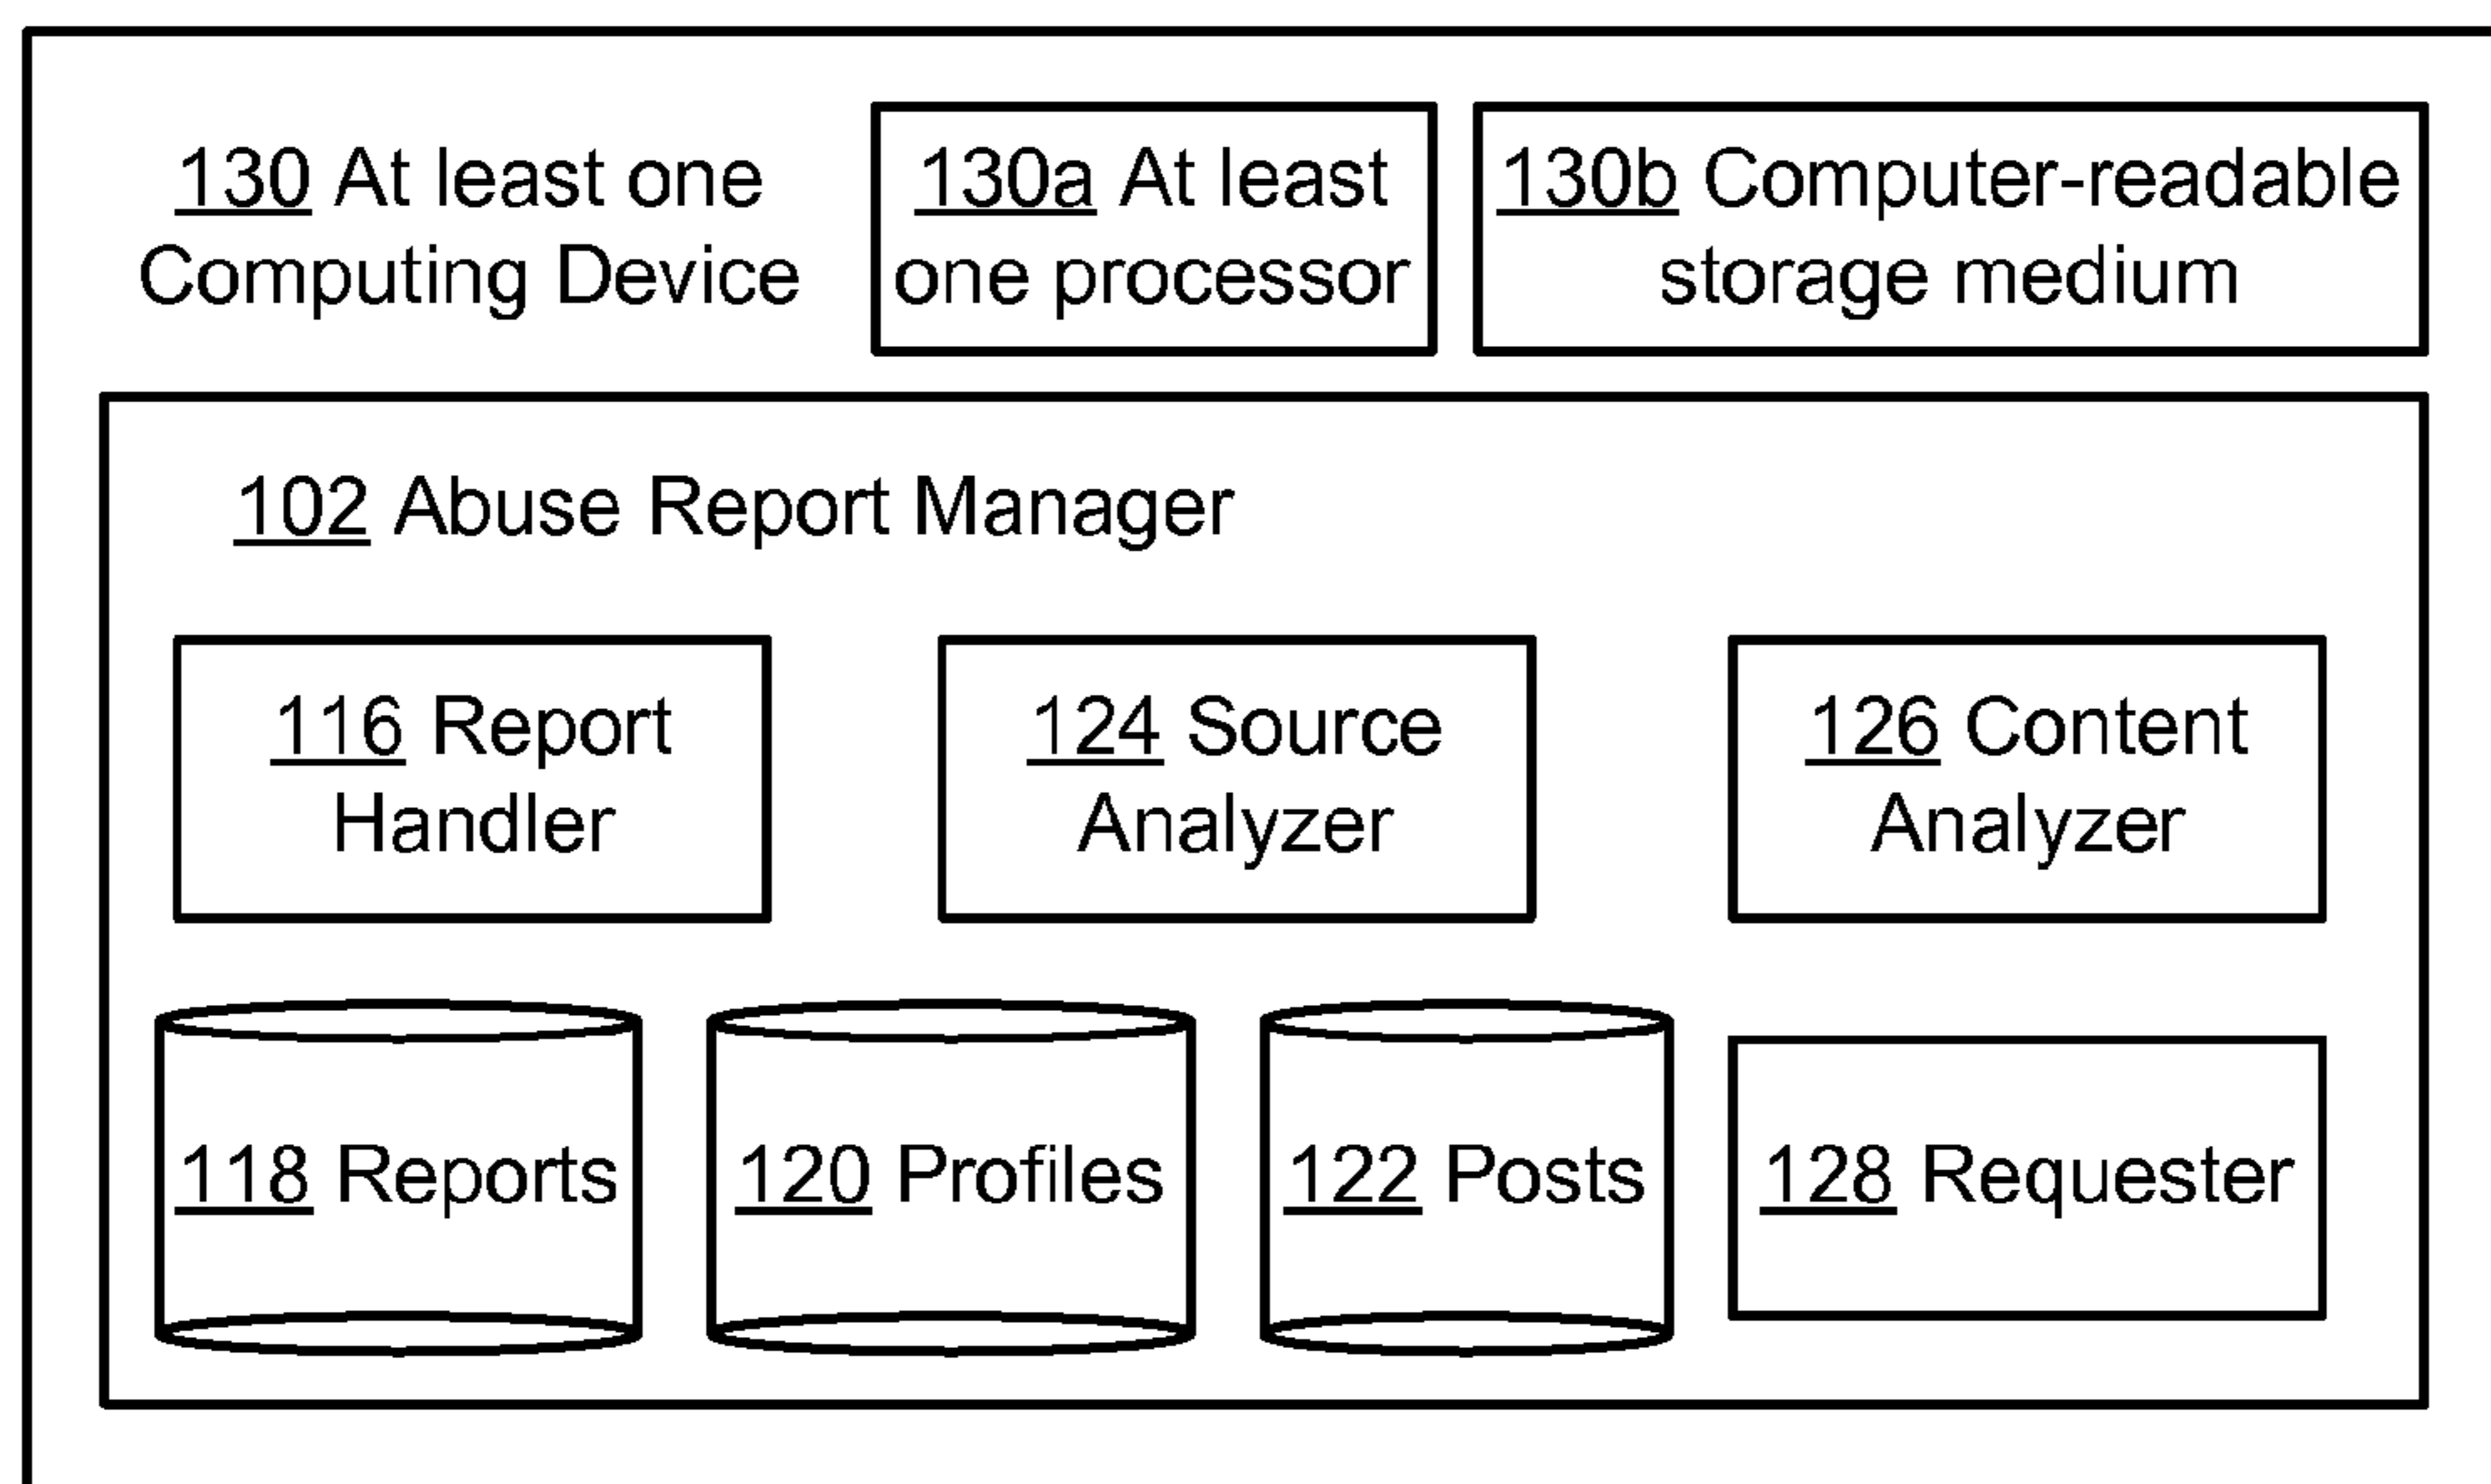 130 At least one
Computing Device
130a At least
one processor
130b Computer-readable
storage medium
102 Abuse Report Manager
116 Report
Handler
124 Source
Analyzer
126 Content
Analyzer
118 Reports
120 Profiles
122 Posts
128 Requester